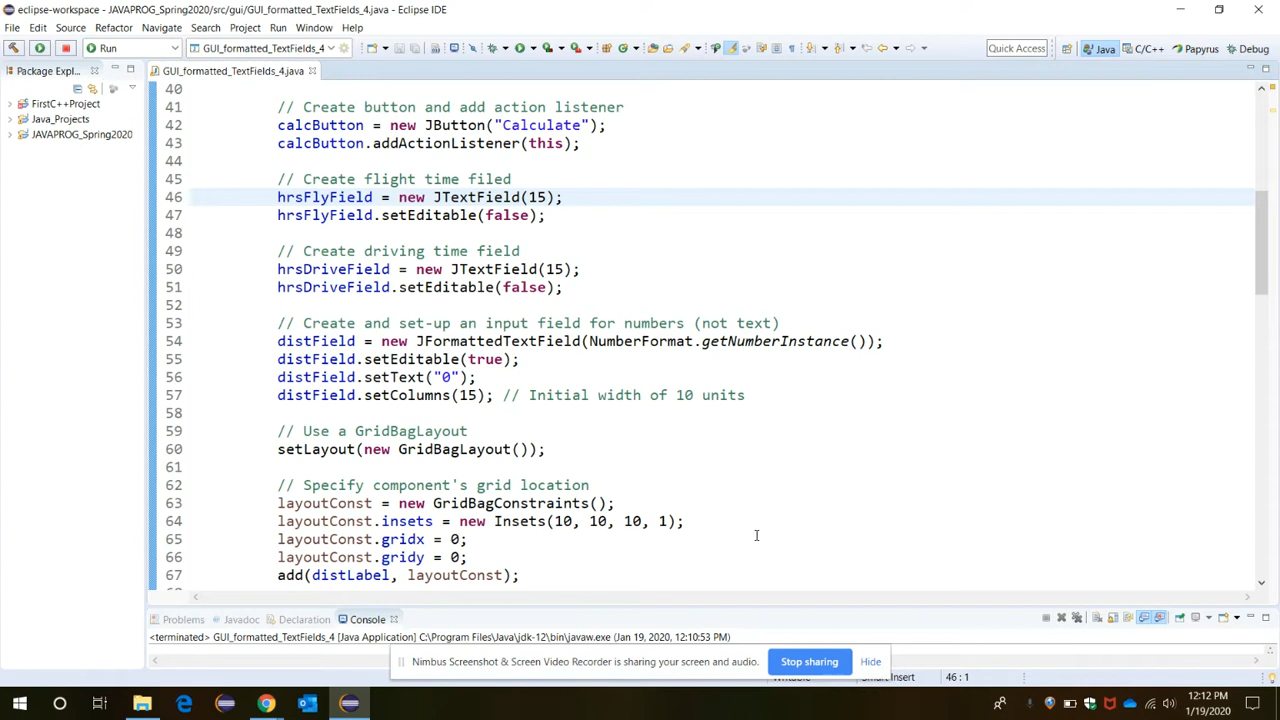 eclipse-workspace - JAVAPROG_Spring2020/src/gui/GUI_formatted_TextFields_4.java - Eclipse IDE
File Edit Source Refactor Navigate Search Project Run Window Help
Run GUI_formatted_TextFields_4 Quick Access Java C/C++ Papyrus Debug
Package Expl... GUI_formatted_TextFields_4.java
FirstC++Project
Java_Projects
JAVAPROG_Spring2020
40
41 // Create button and add action listener
42 calcButton = new JButton("Calculate");
43 calcButton.addActionListener(this);
44
45 // Create flight time filed
46 hrsFlyField = new JTextField(15);
47 hrsFlyField.setEditable(false);
48
49 // Create driving time field
50 hrsDriveField = new JTextField(15);
51 hrsDriveField.setEditable(false);
52
53 // Create and set-up an input field for numbers (not text)
54 distField = new JFormattedTextField(NumberFormat.getNumberInstance());
55 distField.setEditable(true);
56 distField.setText("0");
57 distField.setColumns(15); // Initial width of 10 units
58
59 // Use a GridBagLayout
60 setLayout(new GridBagLayout());
61
62 // Specify component's grid location
63 layoutConst = new GridBagConstraints();
64 layoutConst.insets = new Insets(10, 10, 10, 1);
65 layoutConst.gridx = 0;
66 layoutConst.gridy = 0;
67 add(distLabel, layoutConst);
Problems Javadoc Declaration Console
<terminated> GUI_formatted_TextFields_4 [Java Application] C:\Program Files\Java\jdk-12\bin\javaw.exe (Jan 19, 2020, 12:10:53 PM)
Nimbus Screenshot & Screen Video Recorder is sharing your screen and audio. Stop sharing Hide
Writable Smart Insert 46 : 1
12:12 PM
1/19/2020